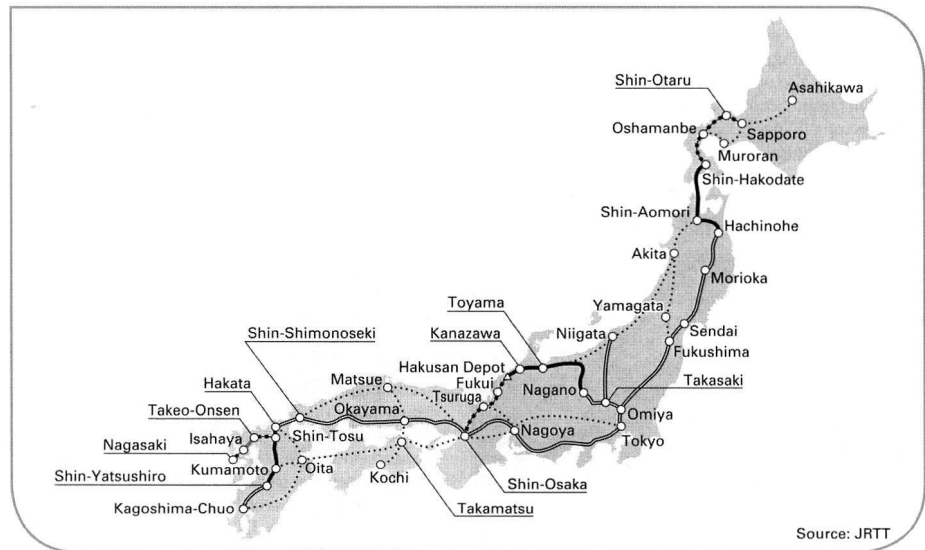 Shin-Otaru
Asahikawa
Oshamanbe
Sapporo
Muroran
Shin-Hakodate
Shin-Aomori
Hachinohe
Akita
Morioka
Toyama
Yamagata
Kanazawa
Niigata
Sendai
Shin-Shimonoseki
Fukushima
Hakusan Depot
Hakata
Matsue
Fukui
Takasaki
Tsuruga
Nagano
Takeo-Onsen
Okayama
Omiya
Isahaya
Shin-Tosu
Nagoya
Tokyo
Nagasaki
Kumamoto
Oita
Kochi
Shin-Yatsushiro
Shin-Osaka
Kagoshima-Chuo
Takamatsu
Source: JRTT